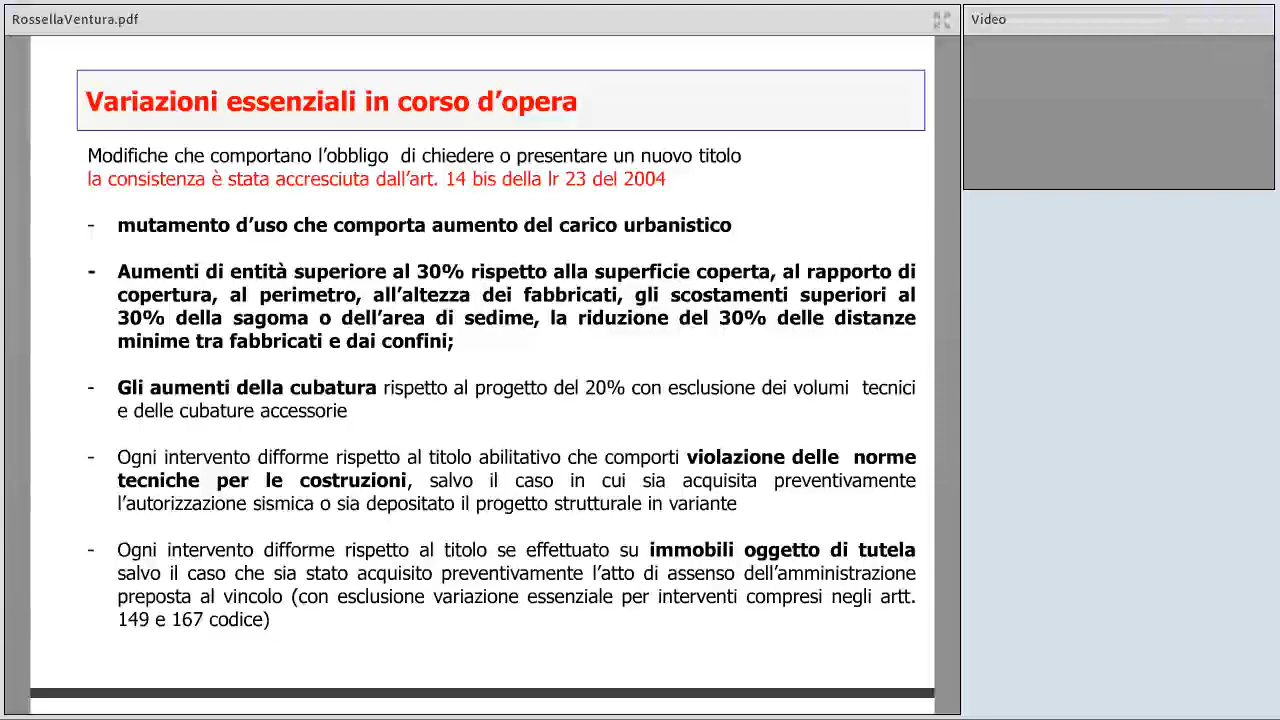 RossellaVentura.pdf
Video
Variazioni essenziali in corso d’opera
Modifiche che comportano l’obbligo di chiedere o presentare un nuovo titolo
la consistenza è stata accresciuta dall’art. 14 bis della lr 23 del 2004
- mutamento d’uso che comporta aumento del carico urbanistico
- Aumenti di entità superiore al 30% rispetto alla superficie coperta, al rapporto di
copertura, al perimetro, all’altezza dei fabbricati, gli scostamenti superiori al
30% della sagoma o dell’area di sedime, la riduzione del 30% delle distanze
minime tra fabbricati e dai confini;
- Gli aumenti della cubatura rispetto al progetto del 20% con esclusione dei volumi tecnici
e delle cubature accessorie
- Ogni intervento difforme rispetto al titolo abilitativo che comporti violazione delle norme
tecniche per le costruzioni, salvo il caso in cui sia acquisita preventivamente
l’autorizzazione sismica o sia depositato il progetto strutturale in variante
- Ogni intervento difforme rispetto al titolo se effettuato su immobili oggetto di tutela
salvo il caso che sia stato acquisito preventivamente l’atto di assenso dell’amministrazione
preposta al vincolo (con esclusione variazione essenziale per interventi compresi negli artt.
149 e 167 codice)